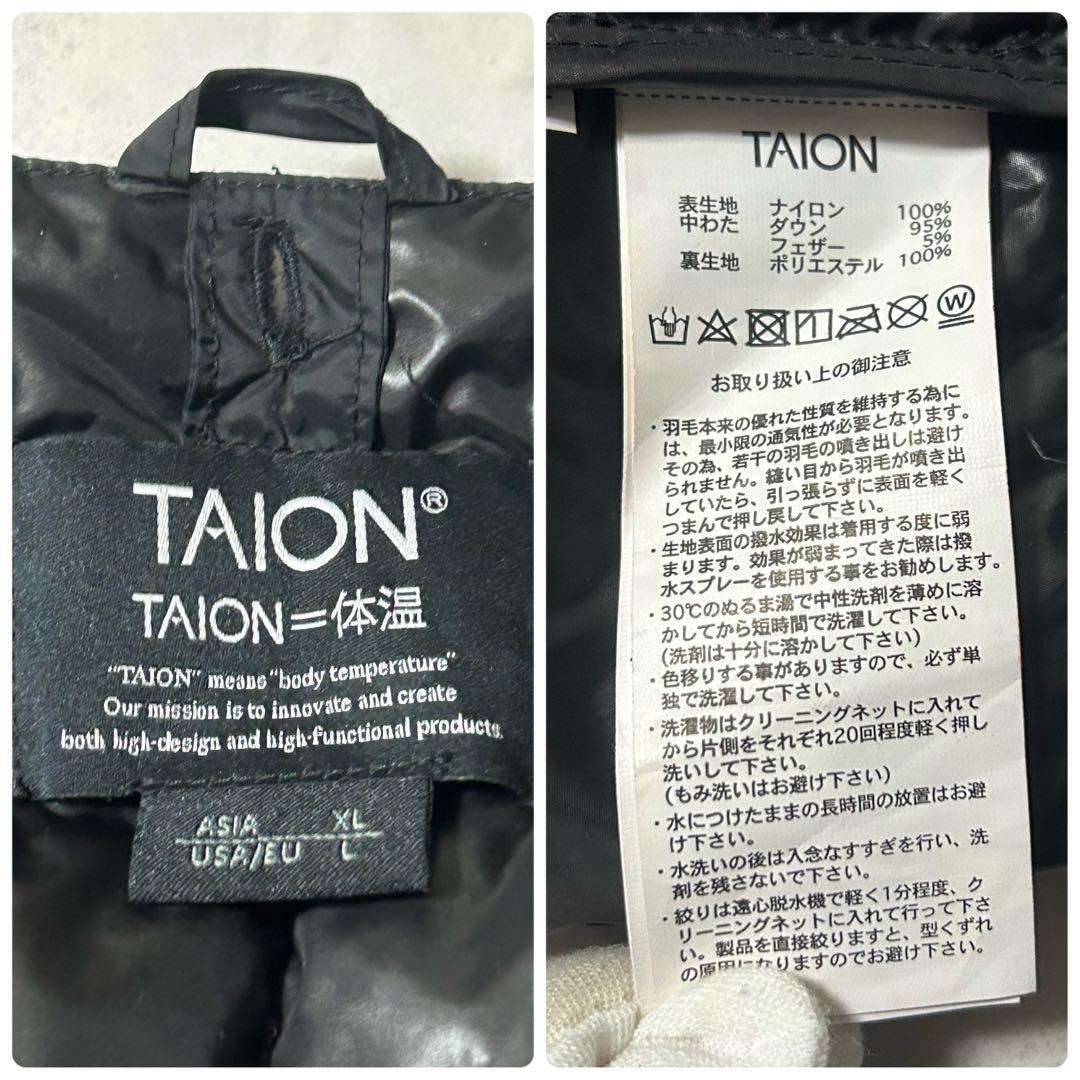 TAION®
TAION=体温
"TAION" means "body temperature"
Our mission is to innovate and create
both high-design and high-functional products.
ASIA XL
USA/EU L
TAION
表生地 ナイロン 100%
中わた ダウン 95%
フェザー 5%
裏生地 ポリエステル 100%
W
お取り扱い上の御注意
・羽毛本来の優れた性質を維持する為に
は、最小限の通気性が必要となります。
その為、若干の羽毛の噴き出しは避け
られません。縫い目から羽毛が噴き出
していたら、引っ張らずに表面を軽く
つまんで押し戻して下さい。
・生地表面の撥水効果は着用する度に弱
まります。効果が弱まってきた際は撥
水スプレーを使用する事をお勧めします。
・30℃のぬるま湯で中性洗剤を薄めに溶
かしてから短時間で洗濯して下さい。
(洗剤は十分に溶かして下さい)
・色移りする事がありますので、必ず単
独で洗濯して下さい。
・洗濯物はクリーニングネットに入れて
から片側をそれぞれ20回程度軽く押し
洗いして下さい。
(もみ洗いはお避け下さい)
・水につけたままの長時間の放置はお避
け下さい。
・水洗いの後は入念なすすぎを行い、洗
剤を残さないで下さい。
・絞りは遠心脱水機で軽く1分程度、ク
リーニングネットに入れて行って下さ
い。製品を直接絞りますと、型くずれ
の原因になりますのでお避け下さい。